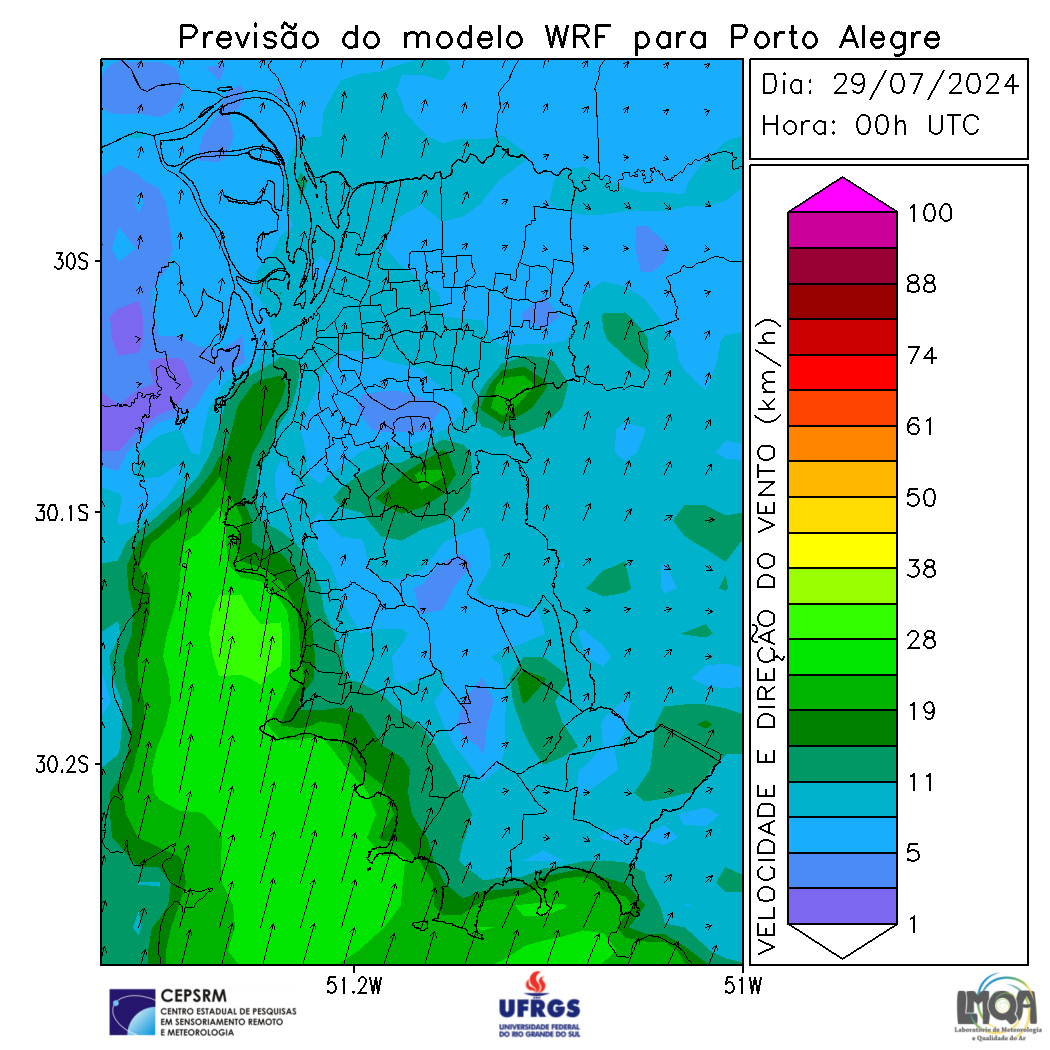 Previsão do modelo WRF para Porto Alegre
Dia: 29/07/2024
Hora: 00h UTC
30S
30.1S
30.2S
51.2W
51W
VELOCIDADE E DIREÇÃO DO VENTO (km/h)
100
88
74
61
50
38
28
19
11
5
1
CEPSRM
CENTRO ESTADUAL DE PESQUISAS
EM SENSORIAMENTO REMOTO
E METEOROLOGIA
UFRGS
UNIVERSIDADE FEDERAL
DO RIO GRANDE DO SUL
LMQA
Laboratório de Meteorologia
e Qualidade do Ar